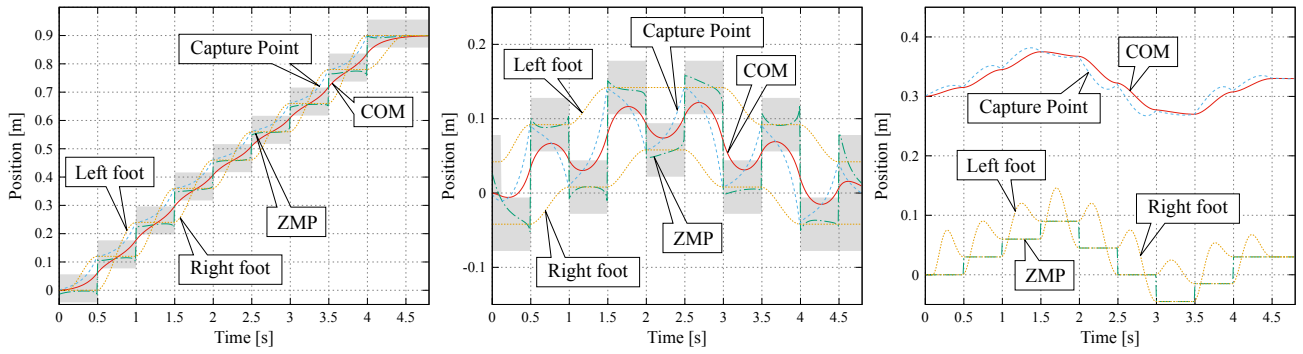 0.9
0.8
0.7
0.6
0.5
0.4
0.3
0.2
0.1
0
Position [m]
Capture Point
COM
Left foot
ZMP
Right foot
0 0.5 1 1.5 2 2.5 3 3.5 4 4.5
Time [s]
0.2
0.1
0
-0.1
Position [m]
Capture Point
Left foot
COM
ZMP
Right foot
0 0.5 1 1.5 2 2.5 3 3.5 4 4.5
Time [s]
0.4
0.3
0.2
0.1
0
Position [m]
COM
Capture Point
Left foot
Right foot
ZMP
0 0.5 1 1.5 2 2.5 3 3.5 4 4.5
Time [s]